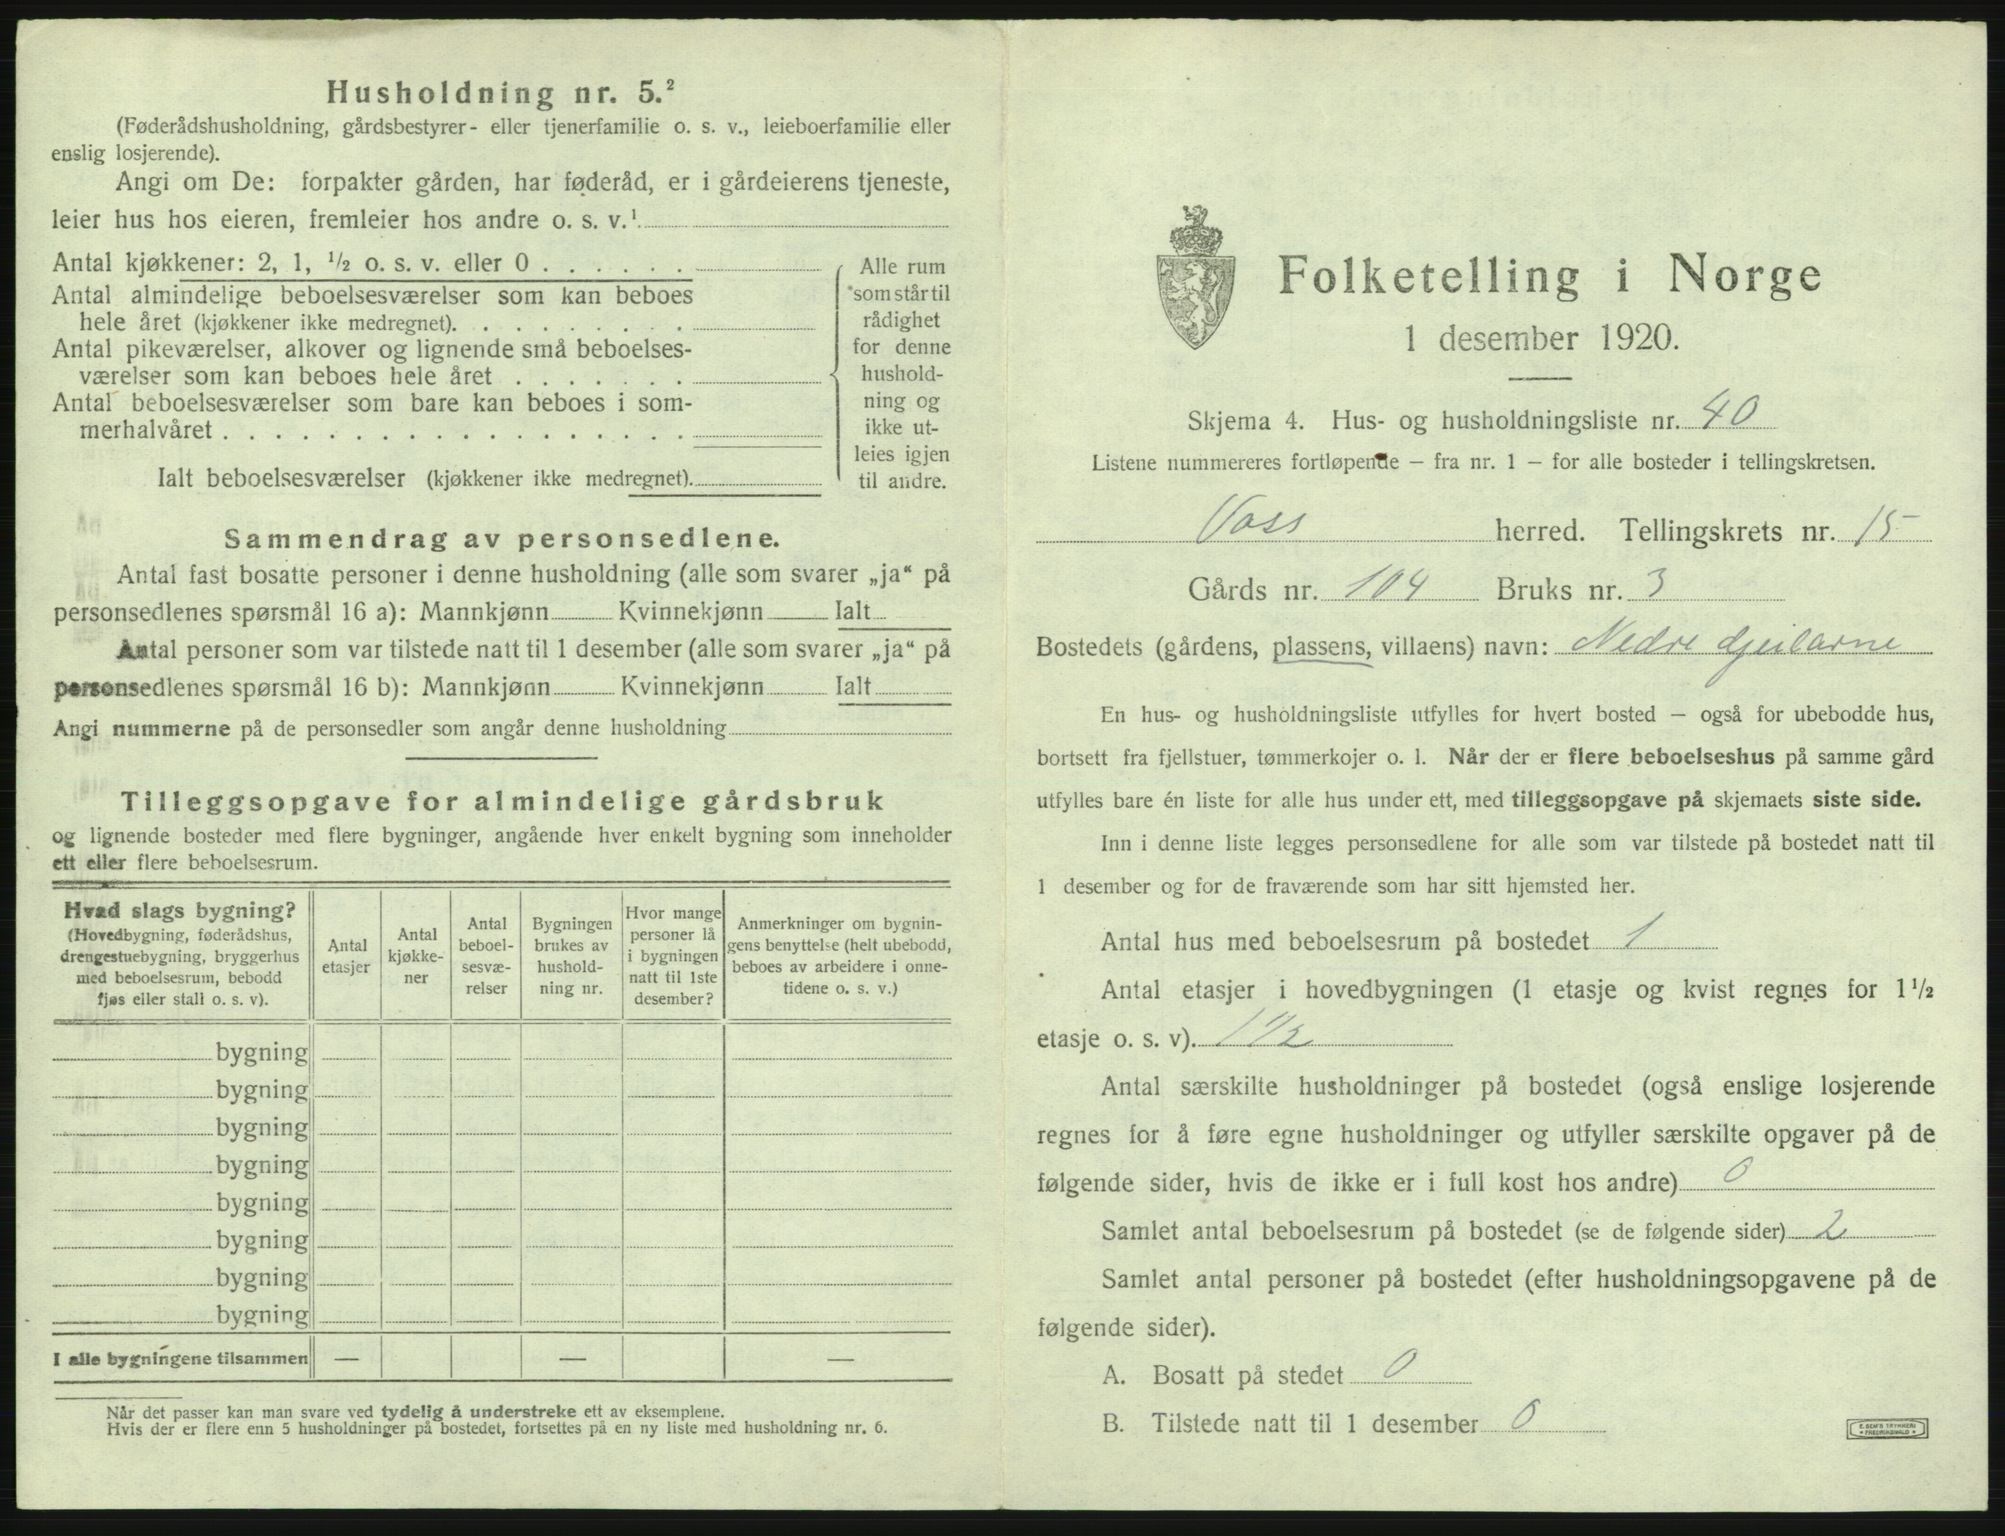 Husholdning nr. 5.²
(Føderådshusholdning, gårdsbestyrer- eller tjenerfamilie o. s. v., leieboerfamilie eller
enslig losjerende).
Angi om De: forpakter gården, har føderåd, er i gårdeierens tjeneste,
leier hus hos eieren, fremleier hos andre o. s. v.¹
Antal kjøkkener: 2, 1, ½ o. s. v. eller 0 . . . . . .
Antal almindelige beboelsesværelser som kan beboes
hele året (kjøkkener ikke medregnet). . . . . . . . .
Antal pikeværelser, alkover og lignende små beboelses-
værelser som kan beboes hele året . . . . . . .
Antal beboelsesværelser som bare kan beboes i som-
merhalvåret . . . . . . . . . . . . . . . . . .
Ialt beboelsesværelser (kjøkkener ikke medregnet).
Alle rum
som står til
rådighet
for denne
hushold-
ning og
ikke ut-
leies igjen
til andre.
Sammendrag av personsedlene.
Antal fast bosatte personer i denne husholdning (alle som svarer „ja“ på
personsedlenes spørsmål 16 a): Mannkjønn Kvinnekjønn Ialt
Antal personer som var tilstede natt til 1 desember (alle som svarer „ja“ på
personsedlenes spørsmål 16 b): Mannkjønn Kvinnekjønn Ialt
Angi nummerne på de personsedler som angår denne husholdning
Tilleggsopgave for almindelige gårdsbruk
og lignende bosteder med flere bygninger, angående hver enkelt bygning som inneholder
ett eller flere beboelsesrum.
Hvad slags bygning?
(Hovedbygning, føderådshus,
drengestuebygning, bryggerhus
med beboelsesrum, bebodd
fjøs eller stall o. s. v).
Antal
etasjer
Antal
kjøkke-
ner
Antal
beboel-
sesvæ-
relser
Bygningen
brukes av
hushold-
ning nr.
Hvor mange
personer lå
i bygningen
natt til 1ste
desember?
Anmerkninger om bygnin-
gens benyttelse (helt ubebodd,
beboes av arbeidere i onne-
tidene o. s. v.)
bygning
bygning
bygning
bygning
bygning
bygning
bygning
bygning
I alle bygningene tilsammen — — —
Når det passer kan man svare ved tydelig å understreke ett av eksemplene.
Hvis der er flere enn 5 husholdninger på bostedet, fortsettes på en ny liste med husholdning nr. 6.
Folketelling i Norge
1 desember 1920.
Skjema 4. Hus- og husholdningsliste nr. 40
Listene nummereres fortløpende — fra nr. 1 — for alle bosteder i tellingskretsen.
Voss herred. Tellingskrets nr. 15
Gårds nr. 104 Bruks nr. 3
Bostedets (gårdens, plassens, villaens) navn: Nedre
En hus- og husholdningsliste utfylles for hvert bosted — også for ubebodde hus,
bortsett fra fjellstuer, tømmerkojer o. l. Når der er flere beboelseshus på samme gård
utfylles bare én liste for alle hus under ett, med tilleggsopgave på skjemaets siste side.
Inn i denne liste legges personsedlene for alle som var tilstede på bostedet natt til
1 desember og for de fraværende som har sitt hjemsted her.
Antal hus med beboelsesrum på bostedet 1
Antal etasjer i hovedbygningen (1 etasje og kvist regnes for 1½
etasje o. s. v). 1 1/2
Antal særskilte husholdninger på bostedet (også enslige losjerende
regnes for å føre egne husholdninger og utfyller særskilte opgaver på de
følgende sider, hvis de ikke er i full kost hos andre) 0
Samlet antal beboelsesrum på bostedet (se de følgende sider) 2
Samlet antal personer på bostedet (efter husholdningsopgavene på de
følgende sider).
A. Bosatt på stedet 0
B. Tilstede natt til 1 desember 0
E. SEM'S TRYKKERI
FREDRIKSHALD